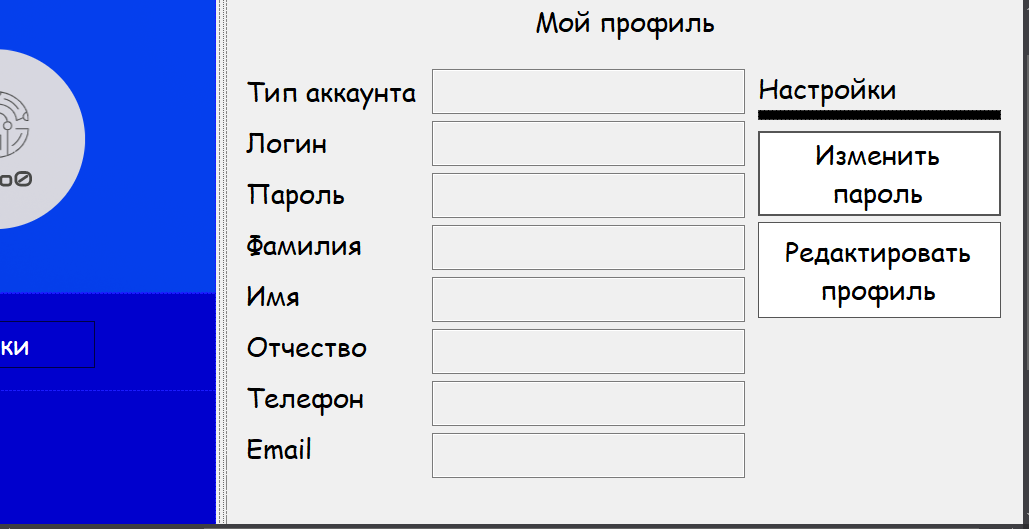 Мой профиль
Тип аккаунта
Логин
Пароль
Фамилия
Имя
Отчество
Телефон
Email
Настройки
Изменить
пароль
Редактировать
профиль
ки